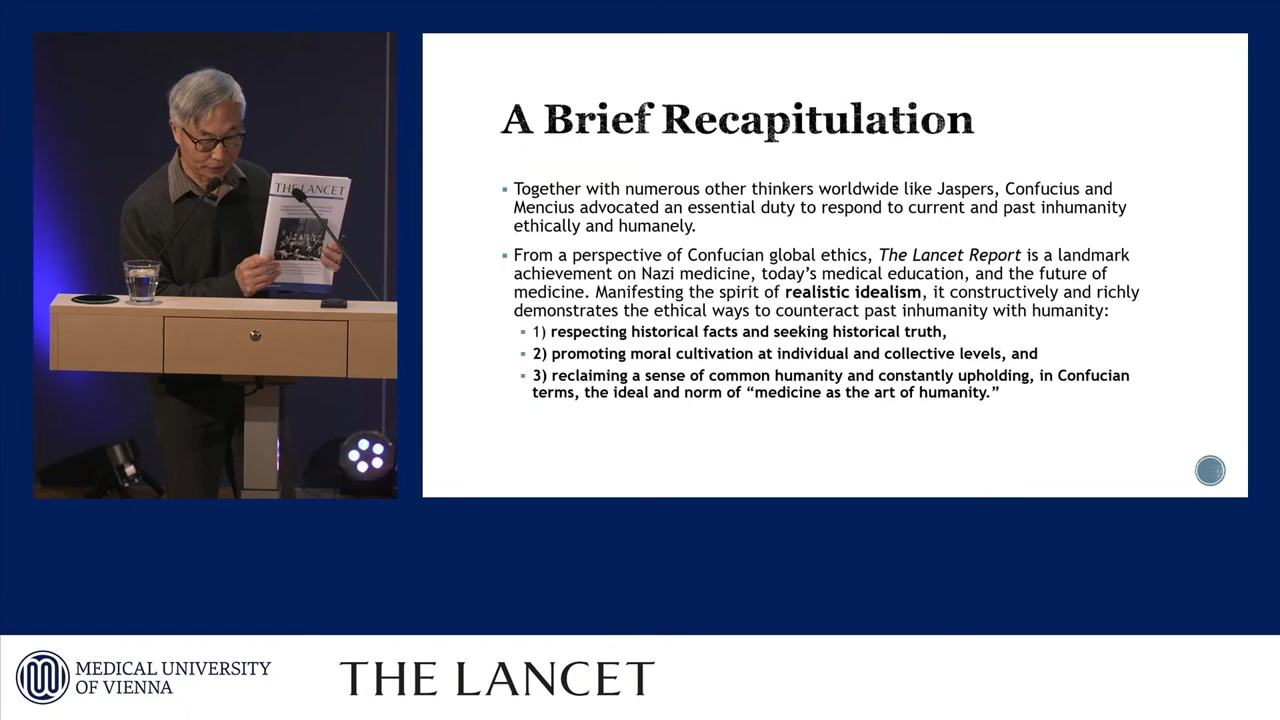 THE LANCET
A Brief Recapitulation
▪ Together with numerous other thinkers worldwide like Jaspers, Confucius and
Mencius advocated an essential duty to respond to current and past inhumanity
ethically and humanely.
▪ From a perspective of Confucian global ethics, The Lancet Report is a landmark
achievement on Nazi medicine, today’s medical education, and the future of
medicine. Manifesting the spirit of realistic idealism, it constructively and richly
demonstrates the ethical ways to counteract past inhumanity with humanity:
▪ 1) respecting historical facts and seeking historical truth,
▪ 2) promoting moral cultivation at individual and collective levels, and
▪ 3) reclaiming a sense of common humanity and constantly upholding, in Confucian
terms, the ideal and norm of “medicine as the art of humanity.”
MEDICAL UNIVERSITY
OF VIENNA
THE LANCET